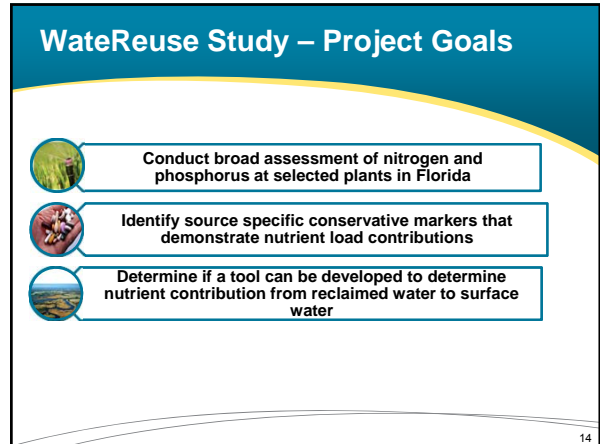 WateReuse Study – Project Goals
Conduct broad assessment of nitrogen and
phosphorus at selected plants in Florida
Identify source specific conservative markers that
demonstrate nutrient load contributions
Determine if a tool can be developed to determine
nutrient contribution from reclaimed water to surface
water
14